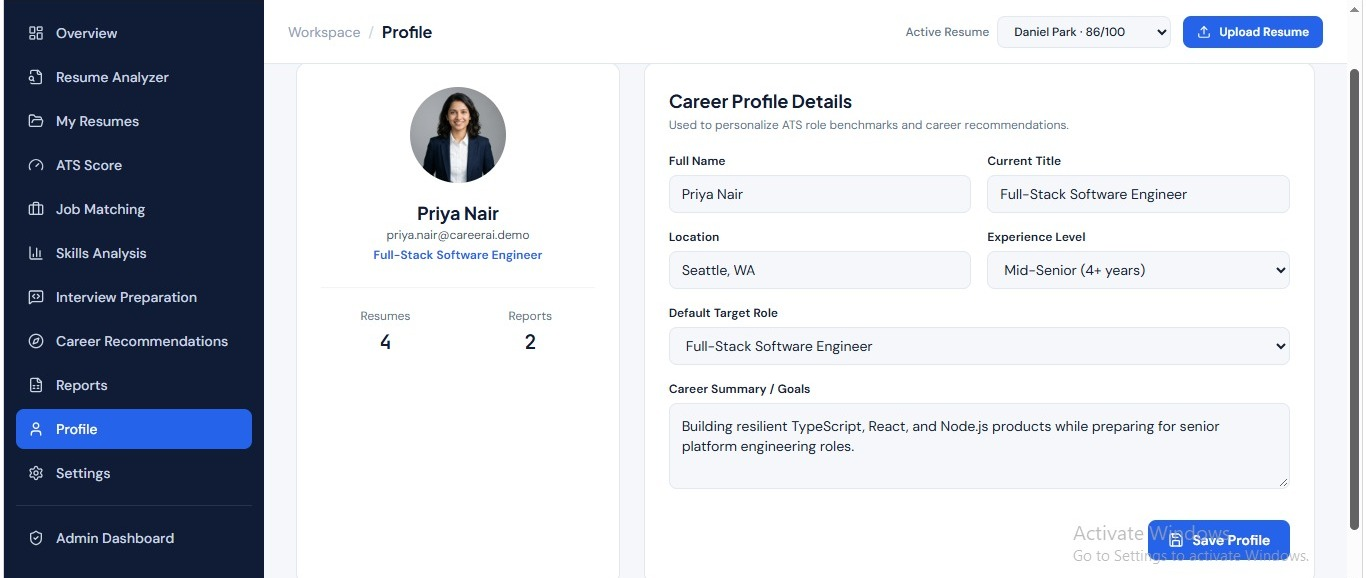 Overview
Resume Analyzer
My Resumes
ATS Score
Job Matching
Skills Analysis
Interview Preparation
Career Recommendations
Reports
Profile
Settings
Admin Dashboard
Workspace / Profile
Active Resume
Daniel Park · 86/100
Upload Resume
Priya Nair
priya.nair@careerai.demo
Full-Stack Software Engineer
Resumes
4
Reports
2
Career Profile Details
Used to personalize ATS role benchmarks and career recommendations.
Full Name
Priya Nair
Current Title
Full-Stack Software Engineer
Location
Seattle, WA
Experience Level
Mid-Senior (4+ years)
Default Target Role
Full-Stack Software Engineer
Career Summary / Goals
Building resilient TypeScript, React, and Node.js products while preparing for senior
platform engineering roles.
Save Profile
Activate Windows
Go to Settings to activate Windows.